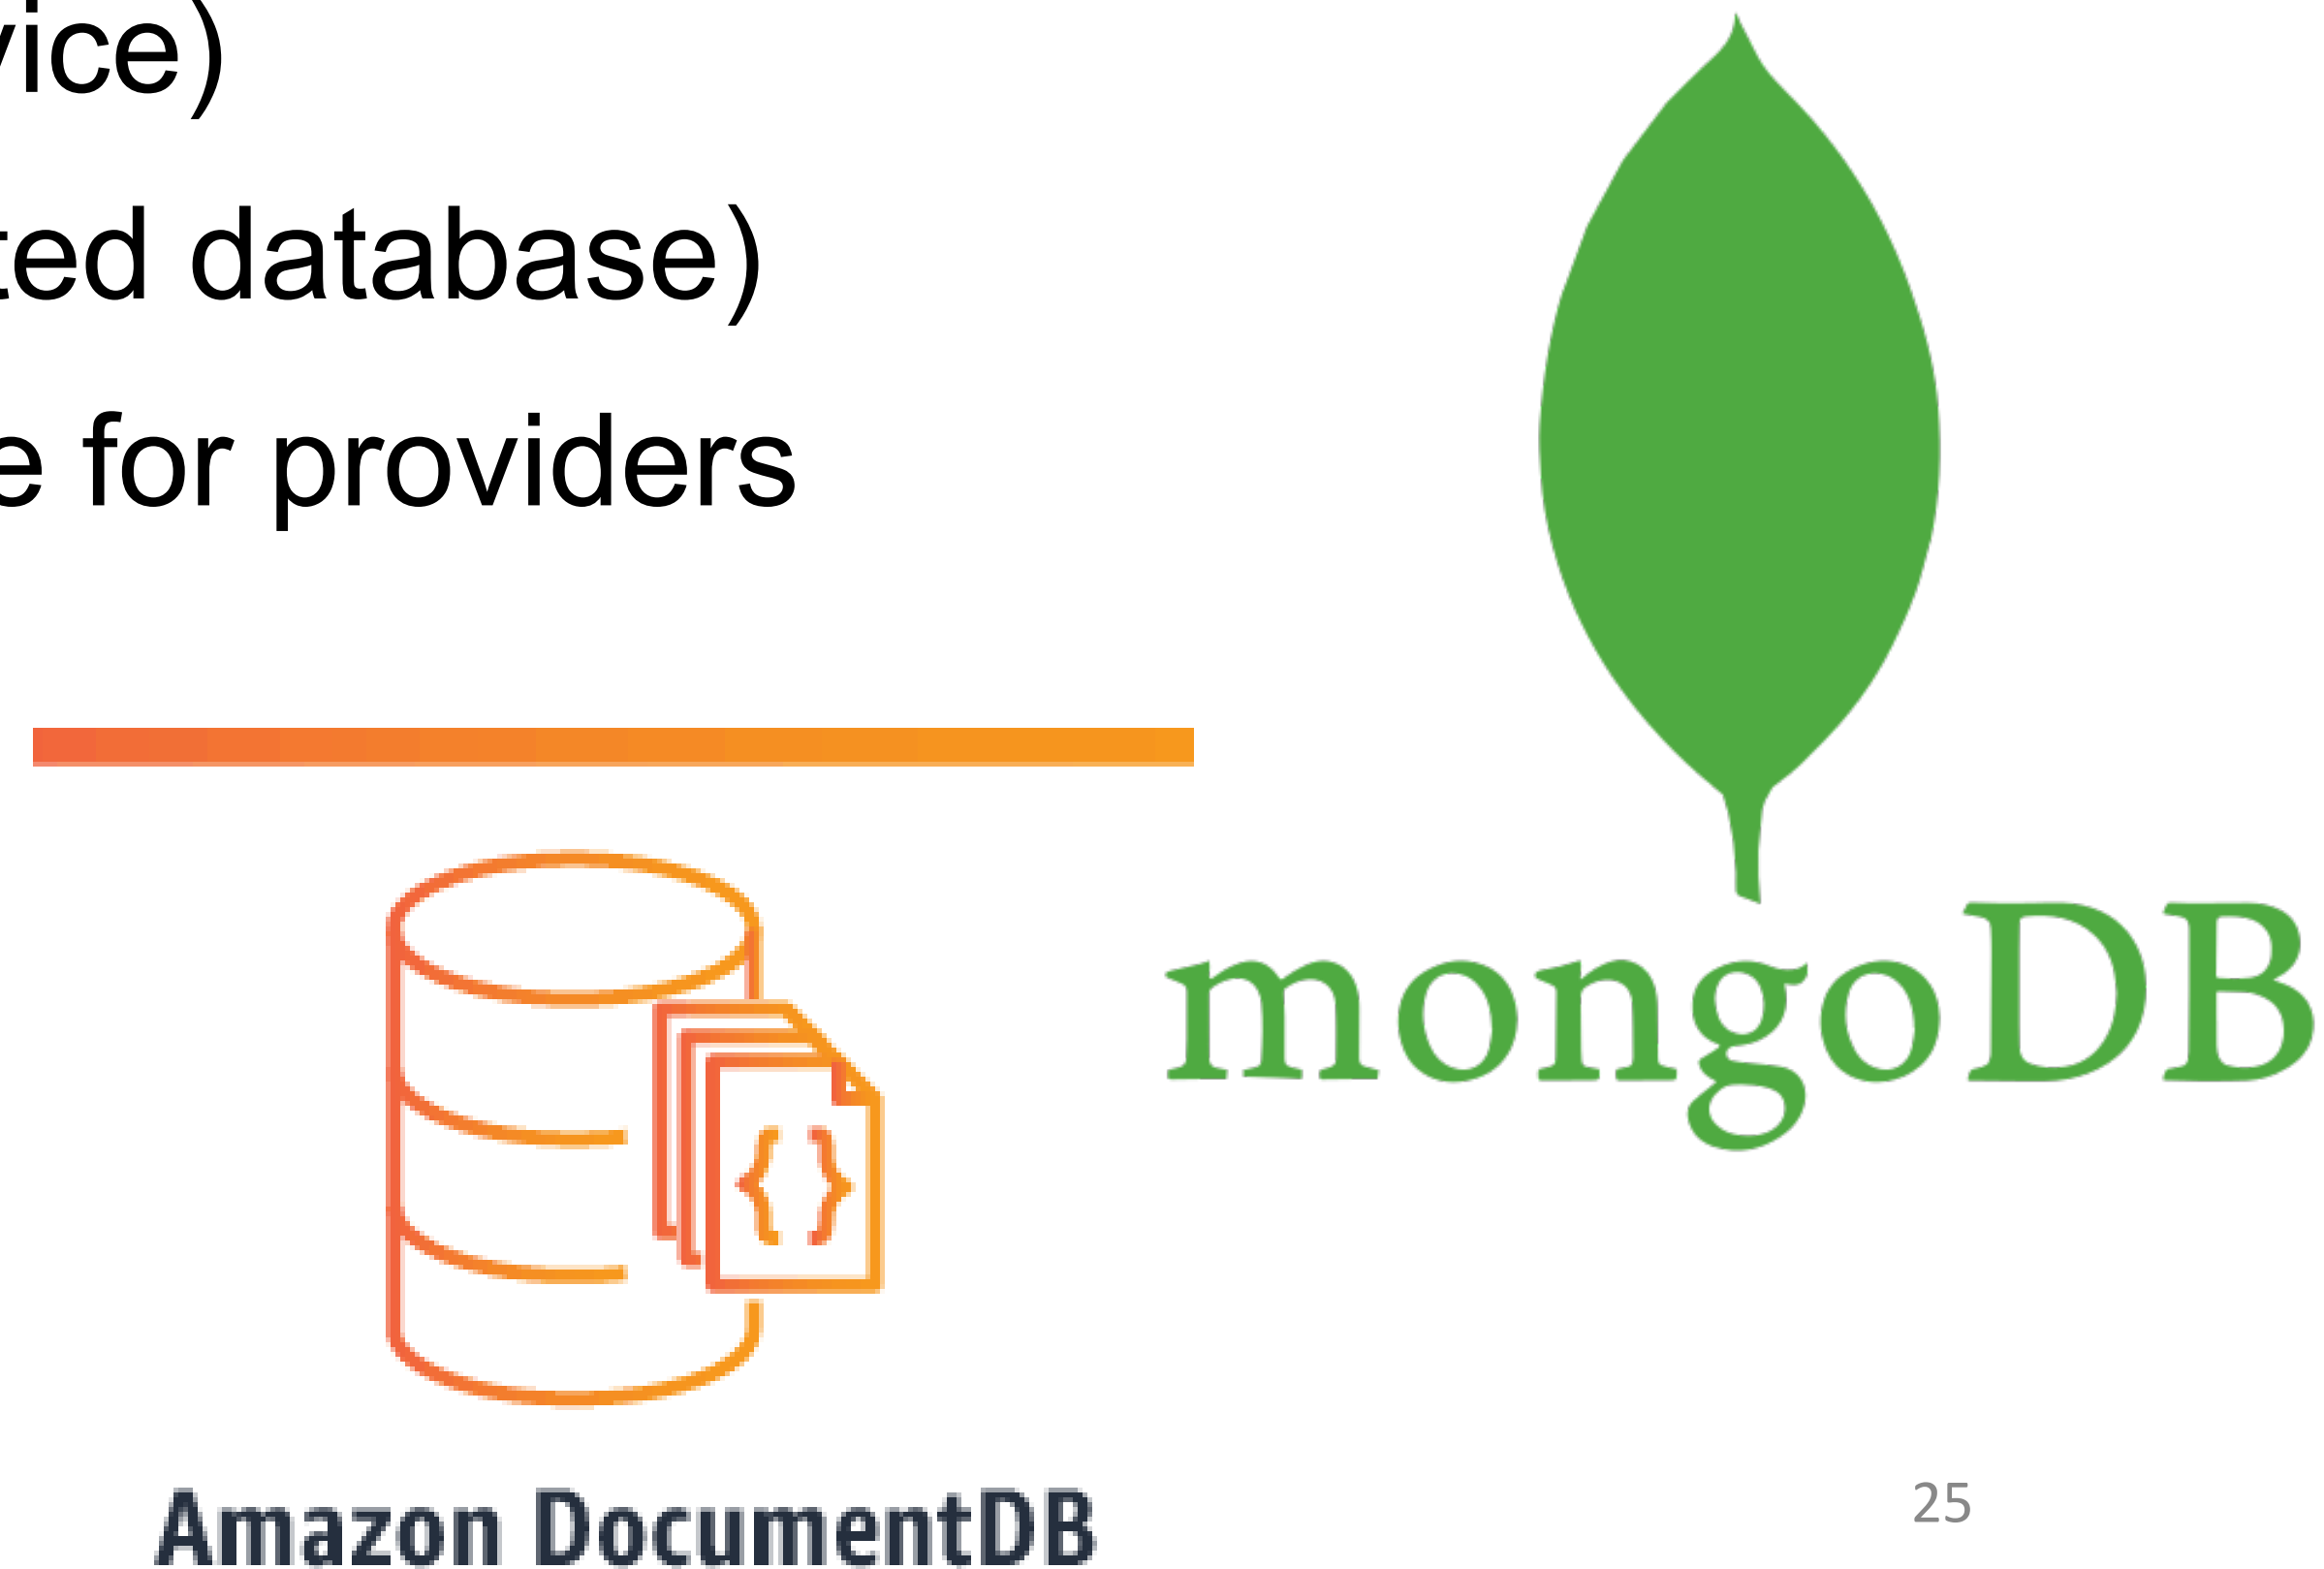 vice)
ted database)
e for providers
mongoDB
{ }
Amazon DocumentDB
25